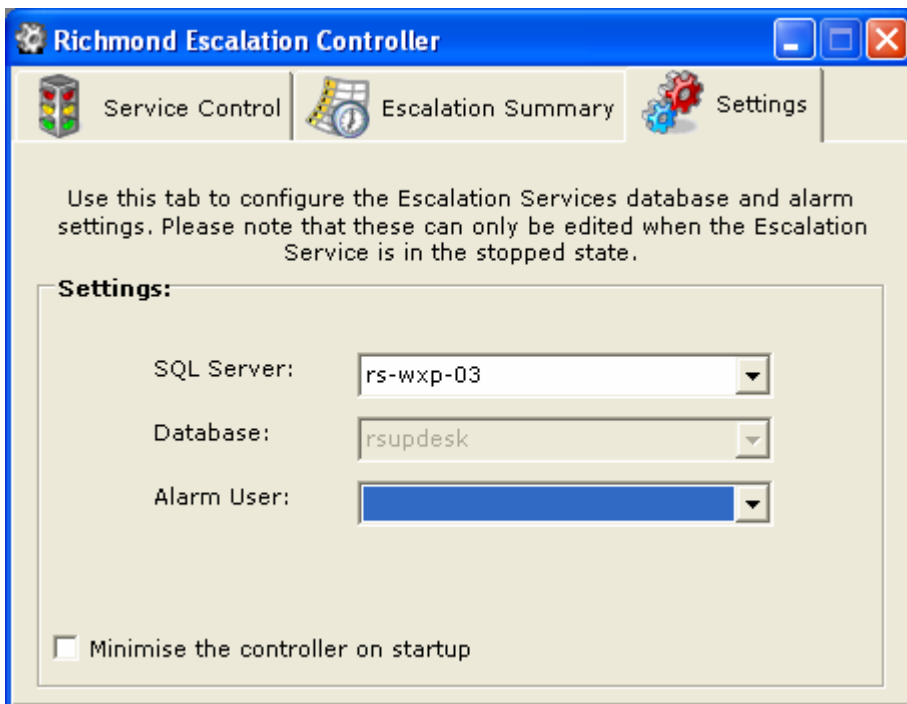 Richmond Escalation Controller
Service Control
Escalation Summary
Settings
Use this tab to configure the Escalation Services database and alarm
settings. Please note that these can only be edited when the Escalation
Service is in the stopped state.
Settings:
SQL Server:
rs-wxp-03
Database:
rsupdesk
Alarm User:
Minimise the controller on startup